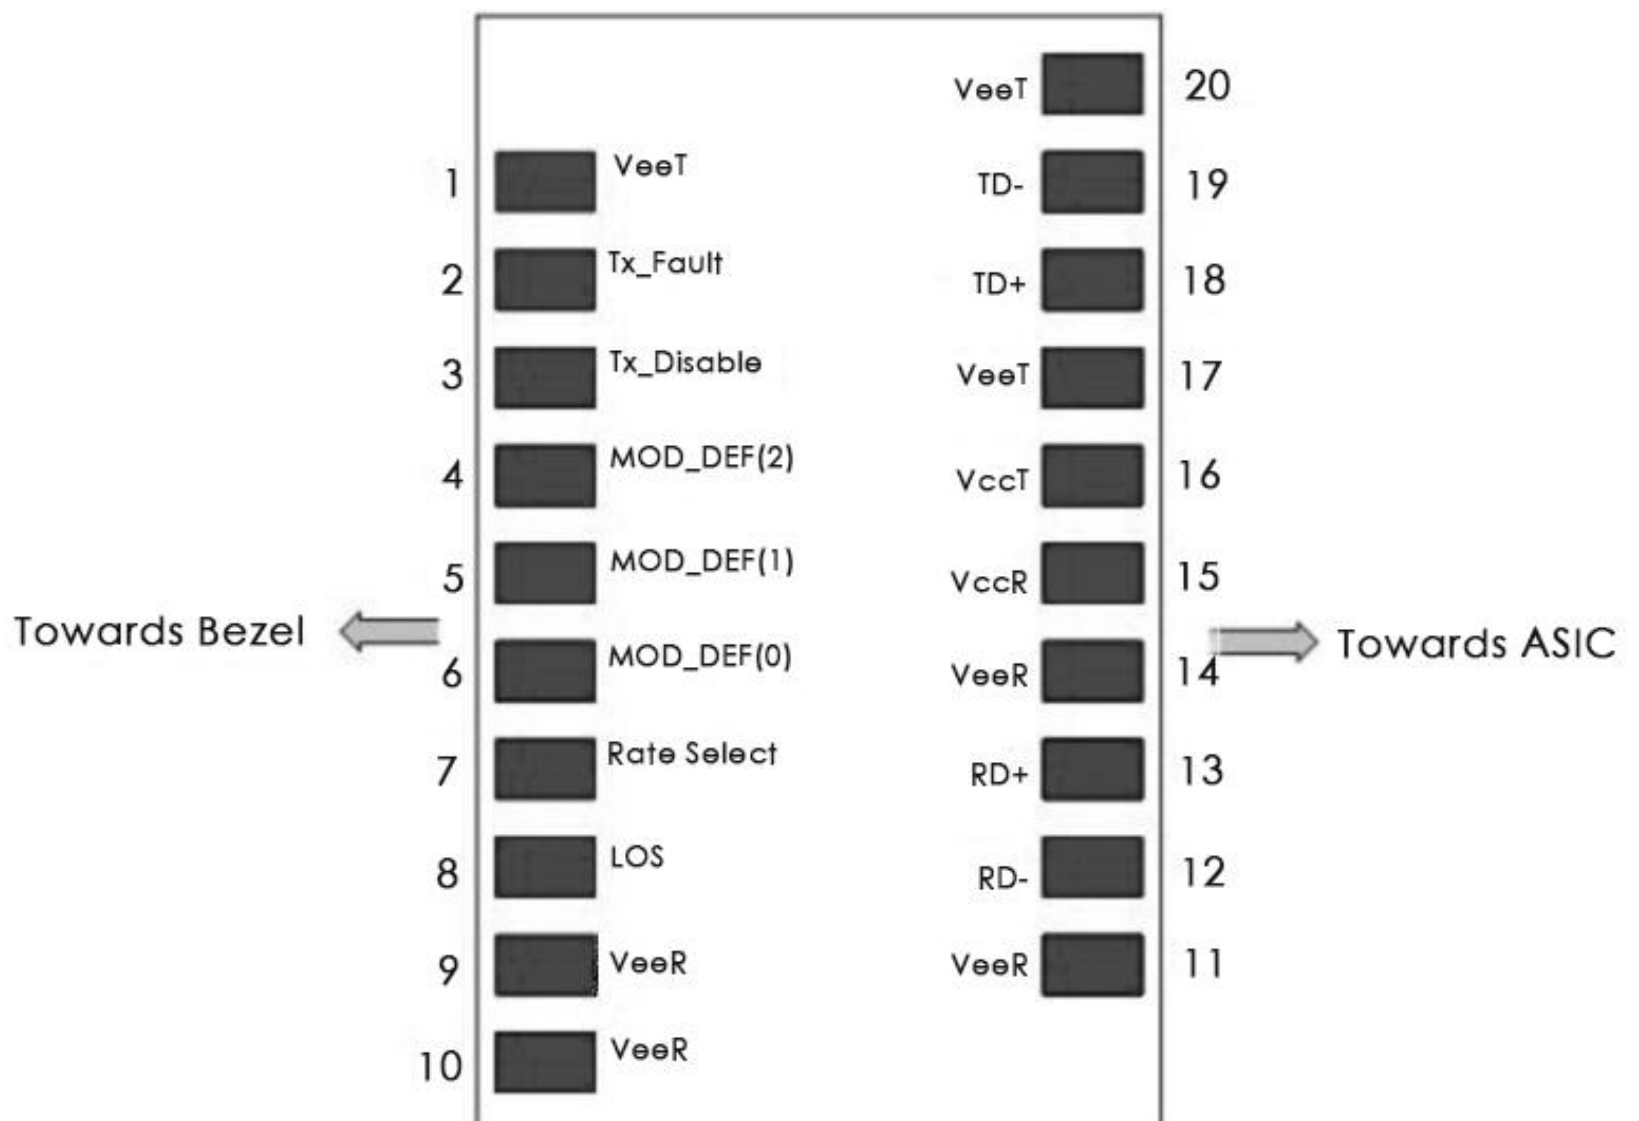 VeeT 20
1 VeeT TD- 19
2 Tx_Fault TD+ 18
3 Tx_Disable VeeT 17
4 MOD_DEF(2) VccT 16
5 MOD_DEF(1) VccR 15
Towards Bezel Towards ASIC
6 MOD_DEF(0) VeeR 14
7 Rate Select RD+ 13
8 LOS RD- 12
9 VeeR VeeR 11
10 VeeR